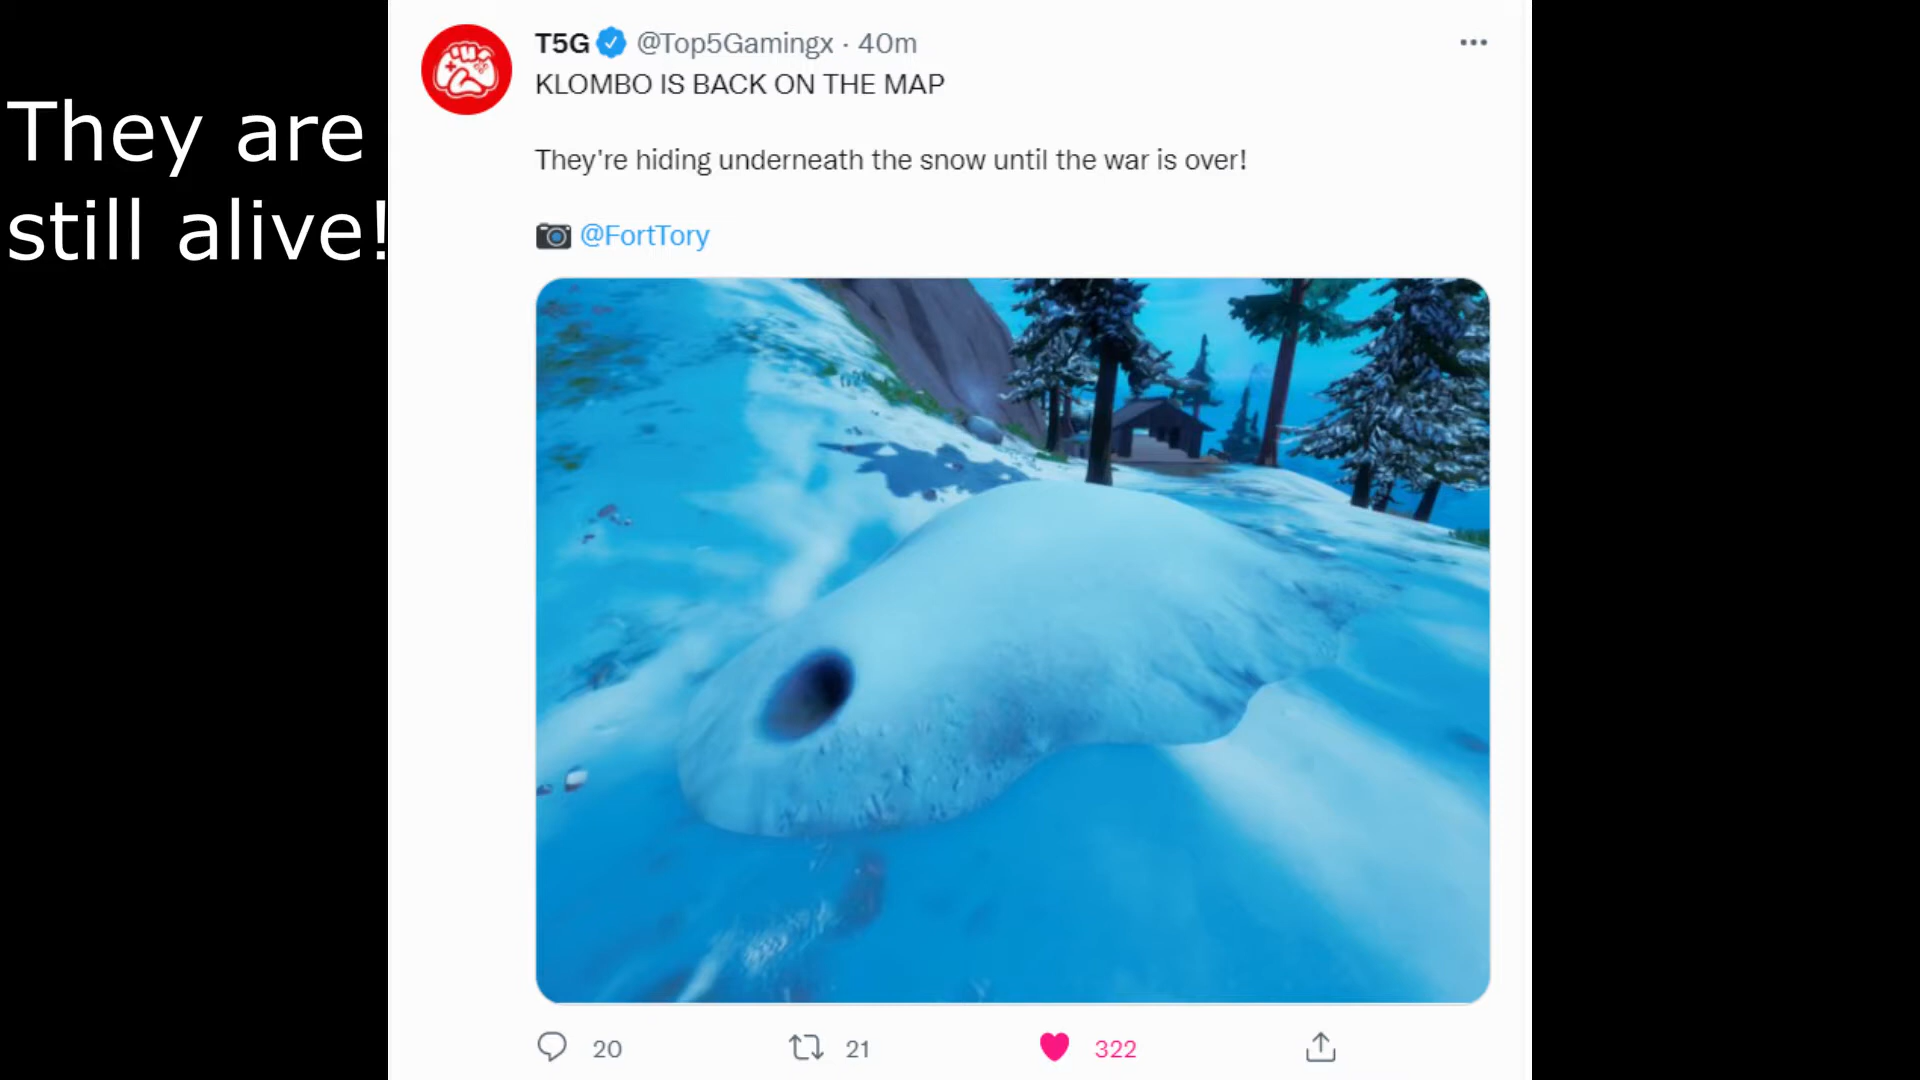 They are
still alive!
T5G @Top5Gamingx · 40m
KLOMBO IS BACK ON THE MAP
They're hiding underneath the snow until the war is over!
@FortTory
20 21 322